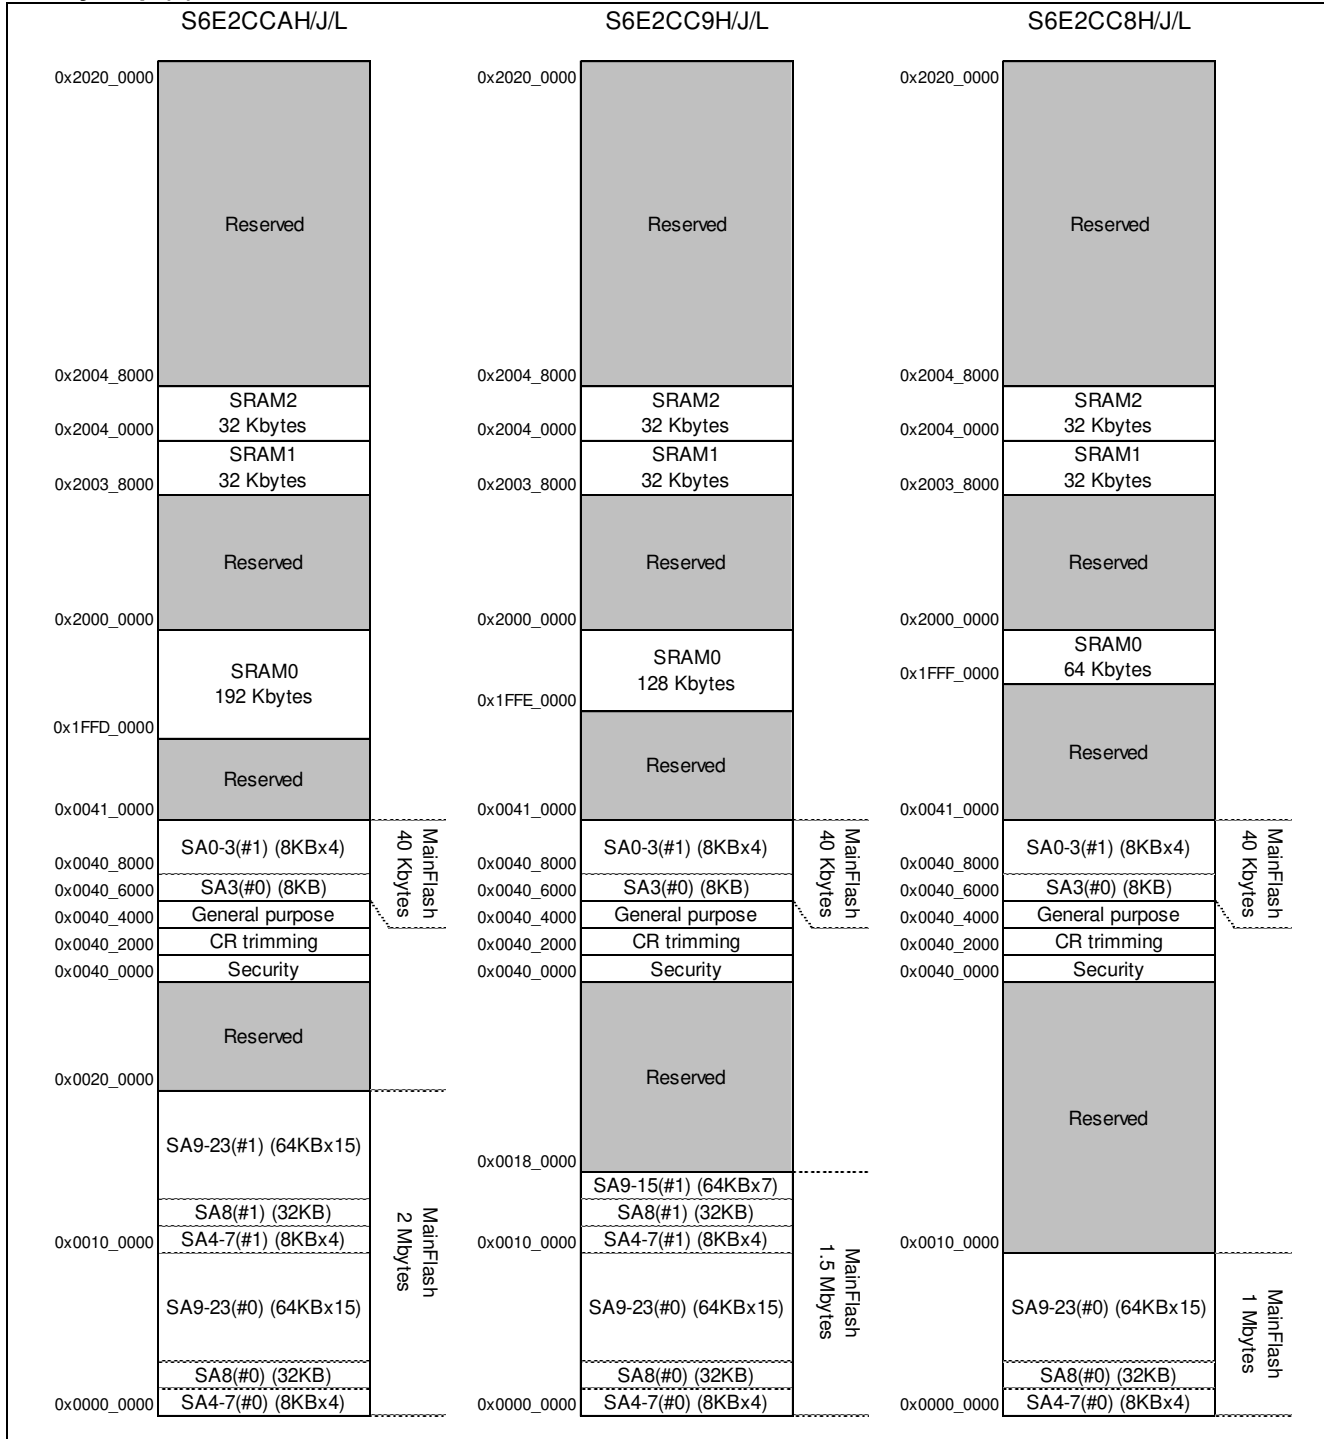 S6E2CCAH/J/L
0x2020_0000
Reserved
0x2004_8000
SRAM2
32 Kbytes
0x2004_0000
SRAM1
32 Kbytes
0x2003_8000
Reserved
0x2000_0000
SRAM0
192 Kbytes
0x1FFD_0000
Reserved
0x0041_0000
SA0-3(#1) (8KBx4)
0x0040_8000
SA3(#0) (8KB)
0x0040_6000
General purpose
0x0040_4000
CR trimming
0x0040_2000
Security
0x0040_0000
MainFlash
40 Kbytes
Reserved
0x0020_0000
SA9-23(#1) (64KBx15)
SA8(#1) (32KB)
SA4-7(#1) (8KBx4)
0x0010_0000
SA9-23(#0) (64KBx15)
SA8(#0) (32KB)
SA4-7(#0) (8KBx4)
0x0000_0000
MainFlash
2 Mbytes
S6E2CC9H/J/L
0x2020_0000
Reserved
0x2004_8000
SRAM2
32 Kbytes
0x2004_0000
SRAM1
32 Kbytes
0x2003_8000
Reserved
0x2000_0000
SRAM0
128 Kbytes
0x1FFE_0000
Reserved
0x0041_0000
SA0-3(#1) (8KBx4)
0x0040_8000
SA3(#0) (8KB)
0x0040_6000
General purpose
0x0040_4000
CR trimming
0x0040_2000
Security
0x0040_0000
MainFlash
40 Kbytes
Reserved
0x0018_0000
SA9-15(#1) (64KBx7)
SA8(#1) (32KB)
SA4-7(#1) (8KBx4)
0x0010_0000
SA9-23(#0) (64KBx15)
SA8(#0) (32KB)
SA4-7(#0) (8KBx4)
0x0000_0000
MainFlash
1.5 Mbytes
S6E2CC8H/J/L
0x2020_0000
Reserved
0x2004_8000
SRAM2
32 Kbytes
0x2004_0000
SRAM1
32 Kbytes
0x2003_8000
Reserved
0x2000_0000
SRAM0
64 Kbytes
0x1FFF_0000
Reserved
0x0041_0000
SA0-3(#1) (8KBx4)
0x0040_8000
SA3(#0) (8KB)
0x0040_6000
General purpose
0x0040_4000
CR trimming
0x0040_2000
Security
0x0040_0000
MainFlash
40 Kbytes
Reserved
0x0010_0000
SA9-23(#0) (64KBx15)
SA8(#0) (32KB)
SA4-7(#0) (8KBx4)
0x0000_0000
MainFlash
1 Mbytes